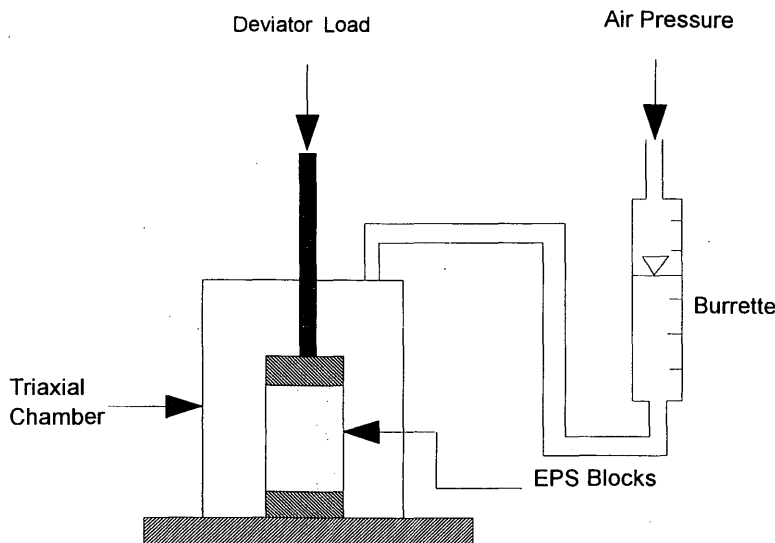 Deviator Load
Air Pressure
Burrette
Triaxial
Chamber
EPS Blocks